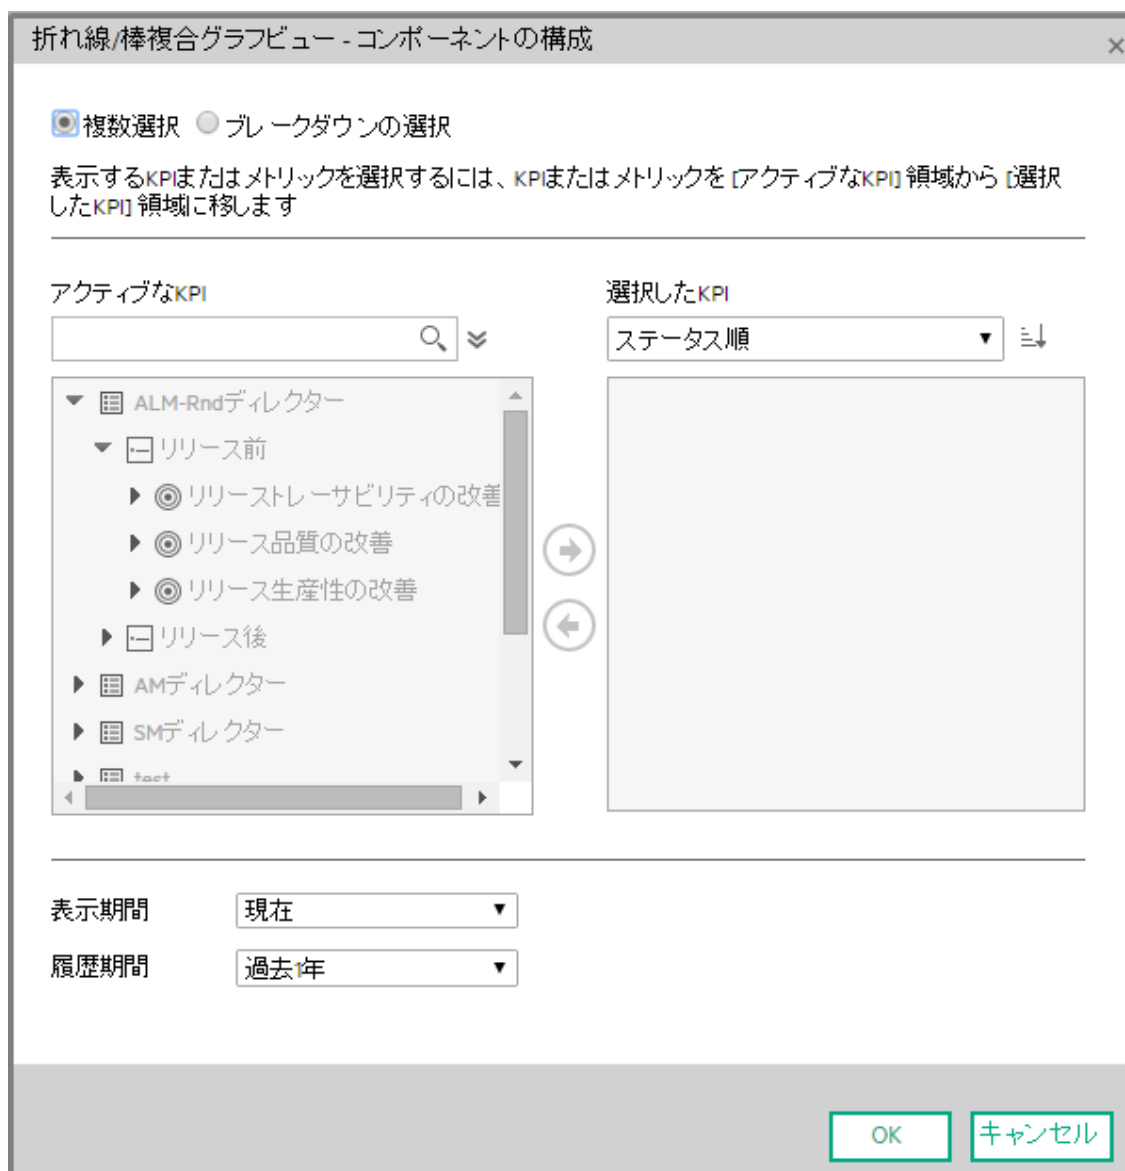 折れ線/棒複合グラフビュー - コンポーネントの構成
×
複数選択 ブレークダウンの選択
表示するKPIまたはメトリックを選択するには、KPIまたはメトリックを [アクティブなKPI] 領域から [選択
したKPI] 領域に移します
アクティブなKPI
選択したKPI
ステータス順
ALM-Rndディレクター
リリース前
リリーストレーサビリティの改善
リリース品質の改善
リリース生産性の改善
リリース後
AMディレクター
SMディレクター
test
表示期間 現在
履歴期間 過去1年
OK キャンセル